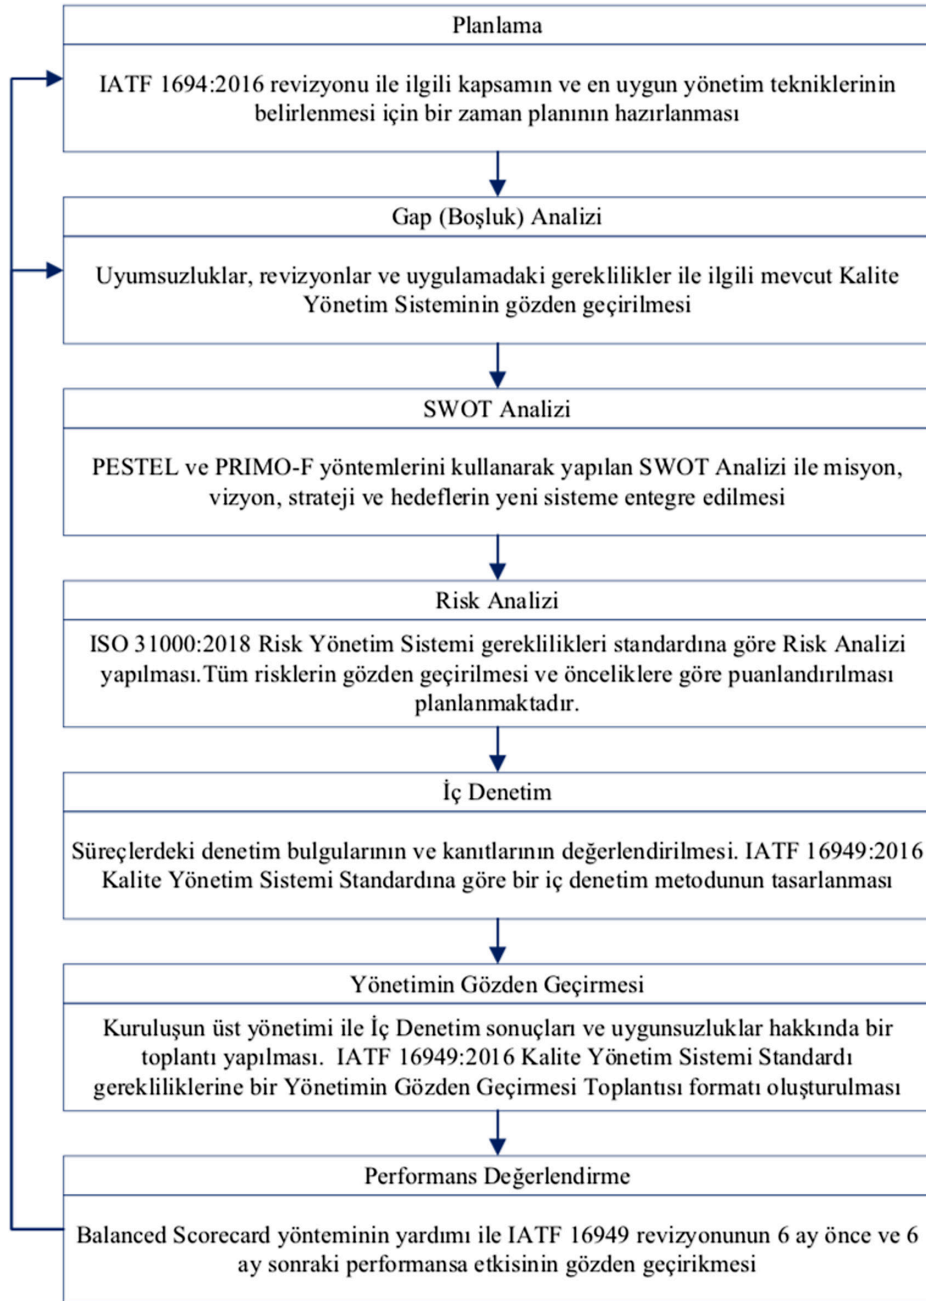 Planlama
IATF 1694:2016 revizyonu ile ilgili kapsamın ve en uygun yönetim tekniklerinin
belirlenmesi için bir zaman planının hazırlanması
Gap (Boşluk) Analizi
Uyumsuzluklar, revizyonlar ve uygulamadaki gereklilikler ile ilgili mevcut Kalite
Yönetim Sisteminin gözden geçirilmesi
SWOT Analizi
PESTEL ve PRIMO-F yöntemlerini kullanarak yapılan SWOT Analizi ile misyon,
vizyon, strateji ve hedeflerin yeni sisteme entegre edilmesi
Risk Analizi
ISO 31000:2018 Risk Yönetim Sistemi gereklilikleri standardına göre Risk Analizi
yapılması.Tüm risklerin gözden geçirilmesi ve önceliklere göre puanlandırılması
planlanmaktadır.
İç Denetim
Süreçlerdeki denetim bulgularının ve kanıtlarının değerlendirilmesi. IATF 16949:2016
Kalite Yönetim Sistemi Standardına göre bir iç denetim metodunun tasarlanması
Yönetimin Gözden Geçirmesi
Kuruluşun üst yönetimi ile İç Denetim sonuçları ve uygunsuzluklar hakkında bir
toplantı yapılması.  IATF 16949:2016 Kalite Yönetim Sistemi Standardı
gerekliliklerine bir Yönetimin Gözden Geçirmesi Toplantısı formatı oluşturulması
Performans Değerlendirme
Balanced Scorecard yönteminin yardımı ile IATF 16949 revizyonunun 6 ay önce ve 6
ay sonraki performansa etkisinin gözden geçirikmesi